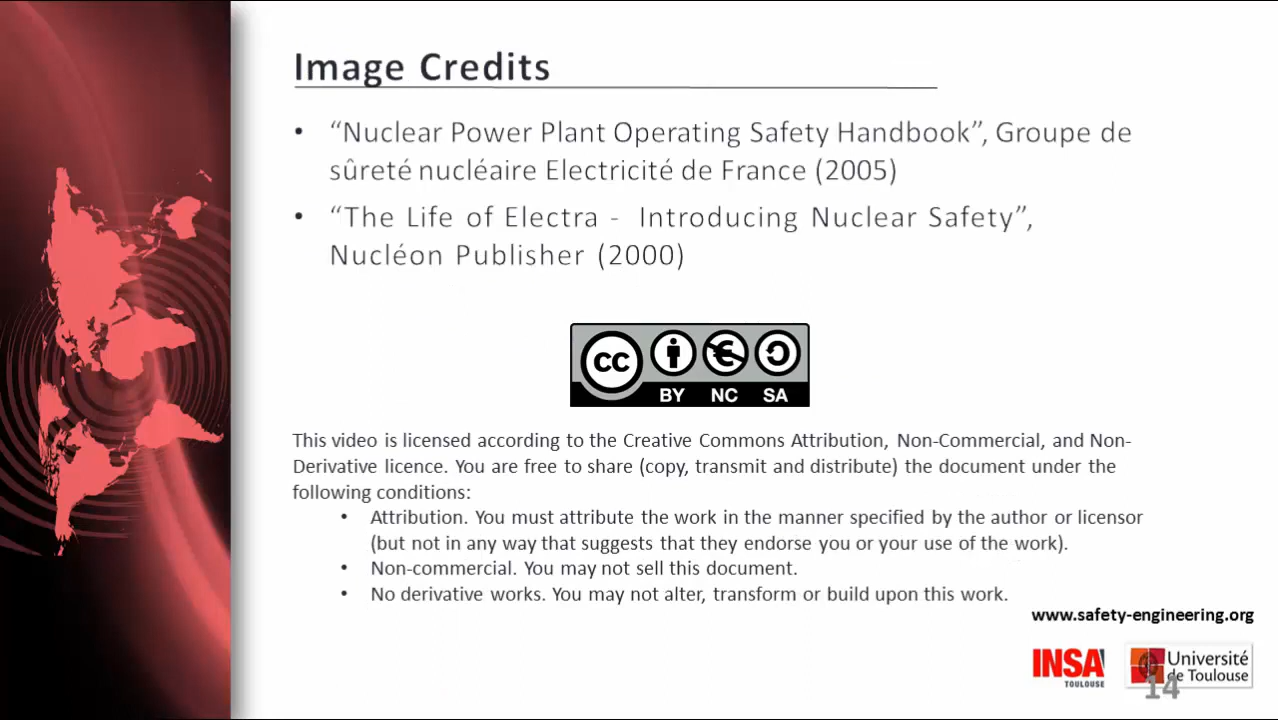 Image Credits
• “Nuclear Power Plant Operating Safety Handbook”, Groupe de
sûreté nucléaire Electricité de France (2005)
• “The Life of Electra - Introducing Nuclear Safety”,
Nucléon Publisher (2000)
cc
BY NC SA
This video is licensed according to the Creative Commons Attribution, Non-Commercial, and Non-
Derivative licence. You are free to share (copy, transmit and distribute) the document under the
following conditions:
• Attribution. You must attribute the work in the manner specified by the author or licensor
(but not in any way that suggests that they endorse you or your use of the work).
• Non-commercial. You may not sell this document.
• No derivative works. You may not alter, transform or build upon this work.
www.safety-engineering.org
INSA
TOULOUSE
Université
de Toulouse
14